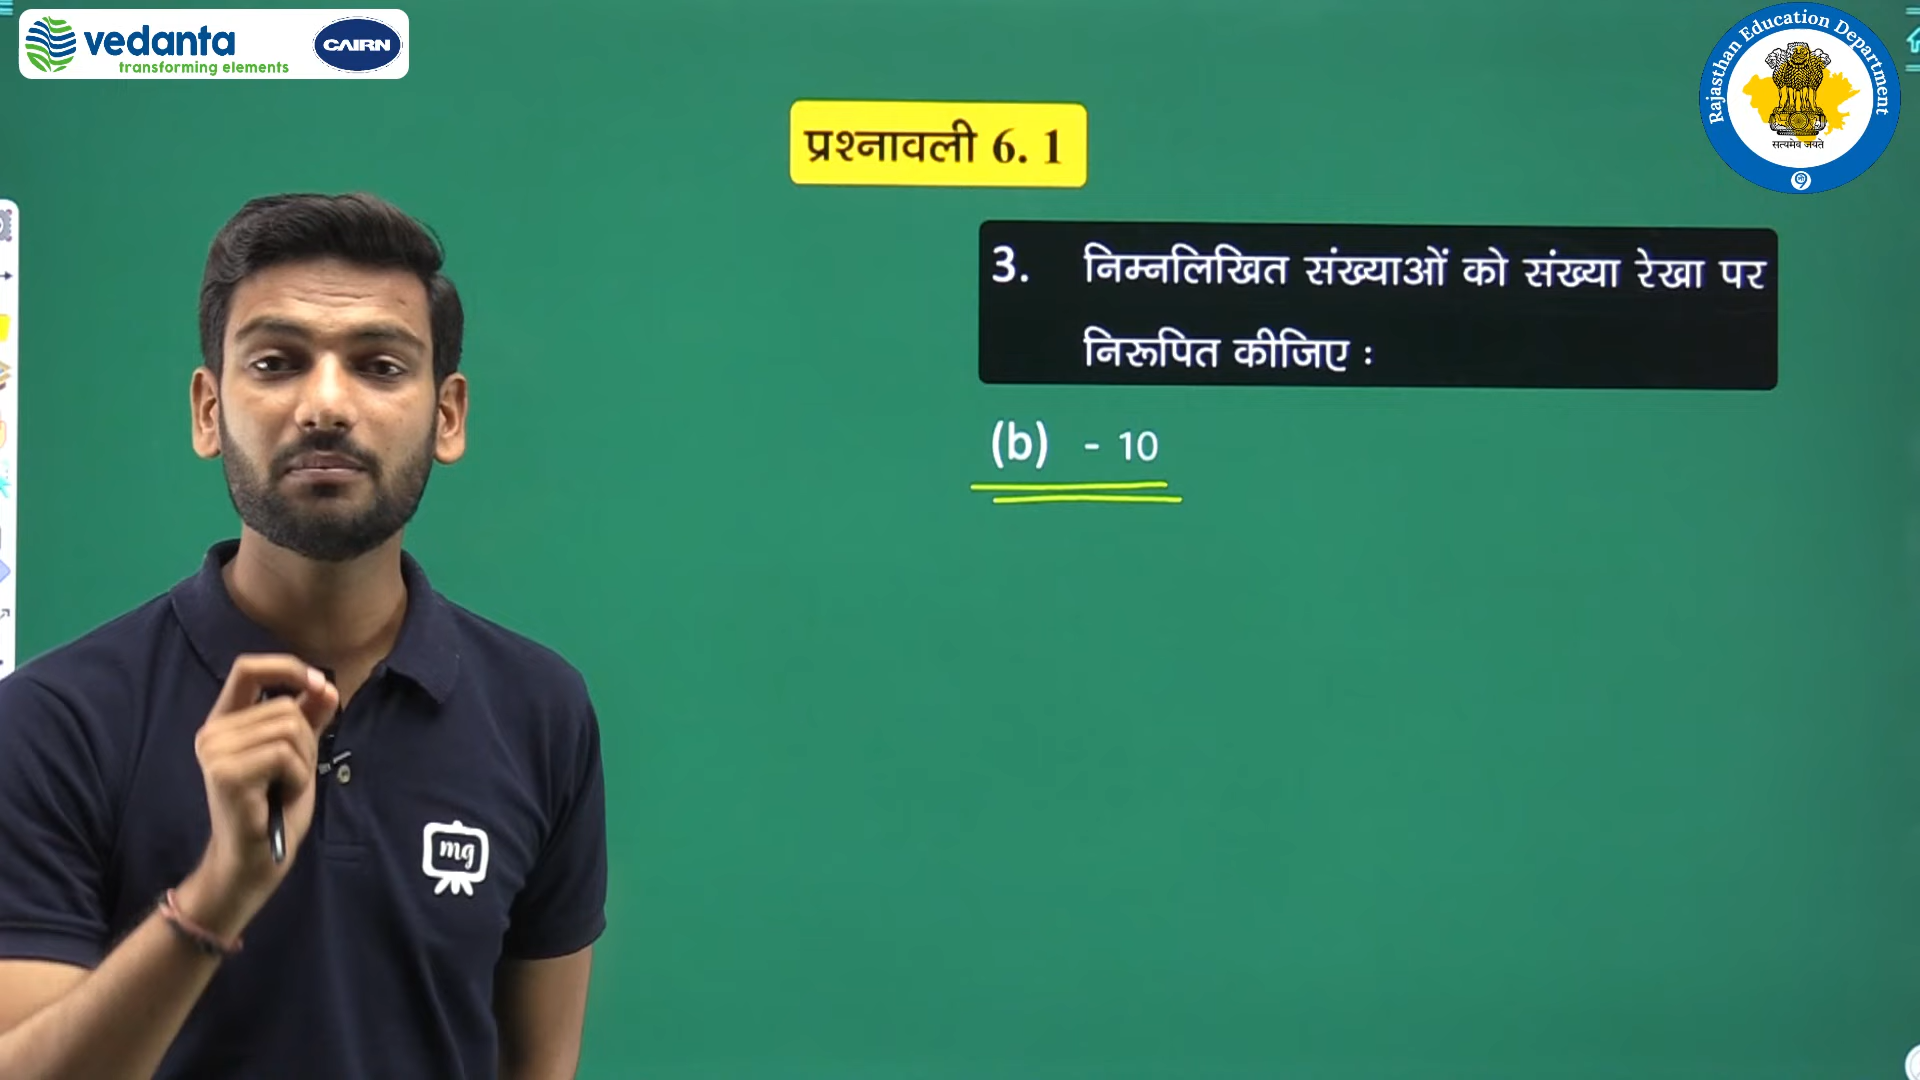 vedanta
transforming elements
CAIRN
Rajasthan Education Department
सत्यमेव जयते
प्रश्नावली 6. 1
3. निम्नलिखित संख्याओं को संख्या रेखा पर
निरूपित कीजिए :
(b) - 10
mg